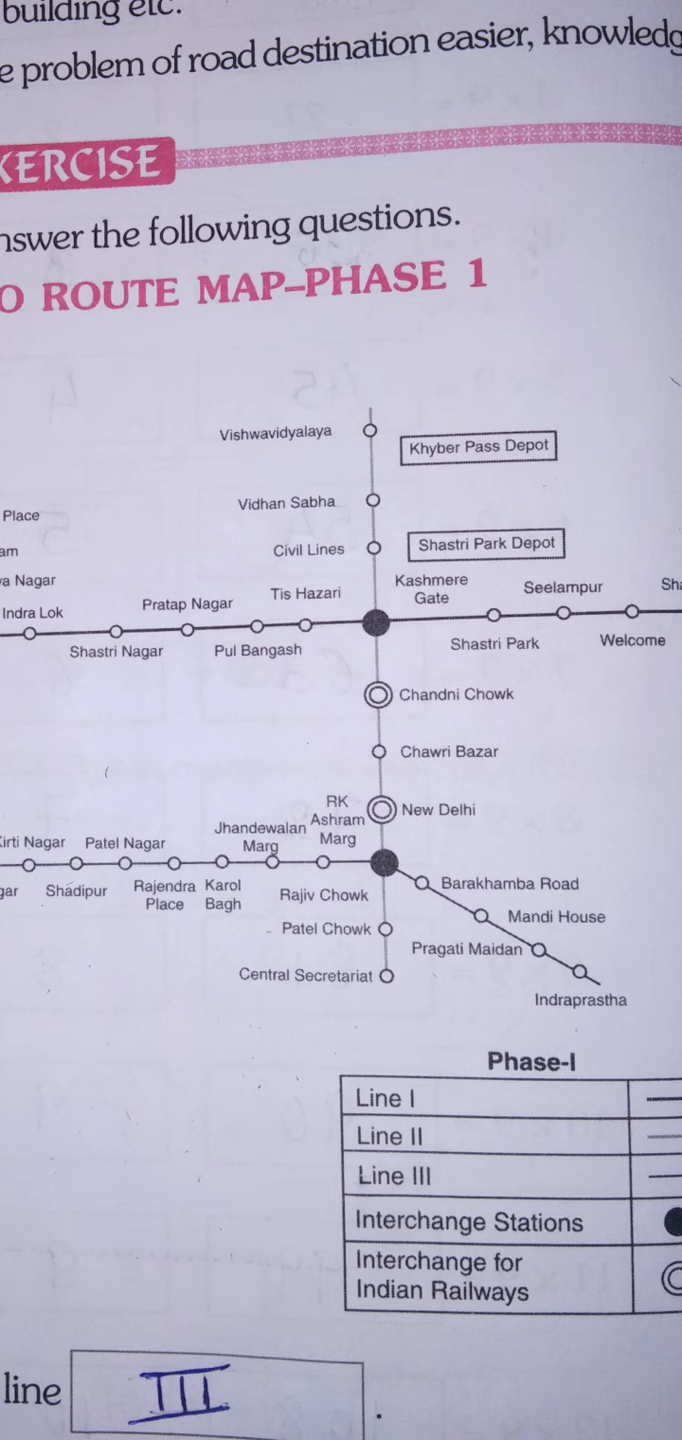 building etc.
e problem of road destination easier, knowledg
XERCISE
nswer the following questions.
O ROUTE MAP–PHASE 1
Vishwavidyalaya
Khyber Pass Depot
Vidhan Sabha
Place
Civil Lines
Shastri Park Depot
am
a Nagar
Tis Hazari
Kashmere
Gate
Seelampur
Sha
Indra Lok
Pratap Nagar
Shastri Nagar
Pul Bangash
Shastri Park
Welcome
Chandni Chowk
Chawri Bazar
RK
Ashram
Marg
New Delhi
Jhandewalan
Marg
Kirti Nagar
Patel Nagar
gar
Shadipur
Rajendra
Place
Karol
Bagh
Rajiv Chowk
Barakhamba Road
Mandi House
Patel Chowk
Pragati Maidan
Central Secretariat
Indraprastha
Phase-I
Line I
Line II
Line III
Interchange Stations
Interchange for
Indian Railways
line III .